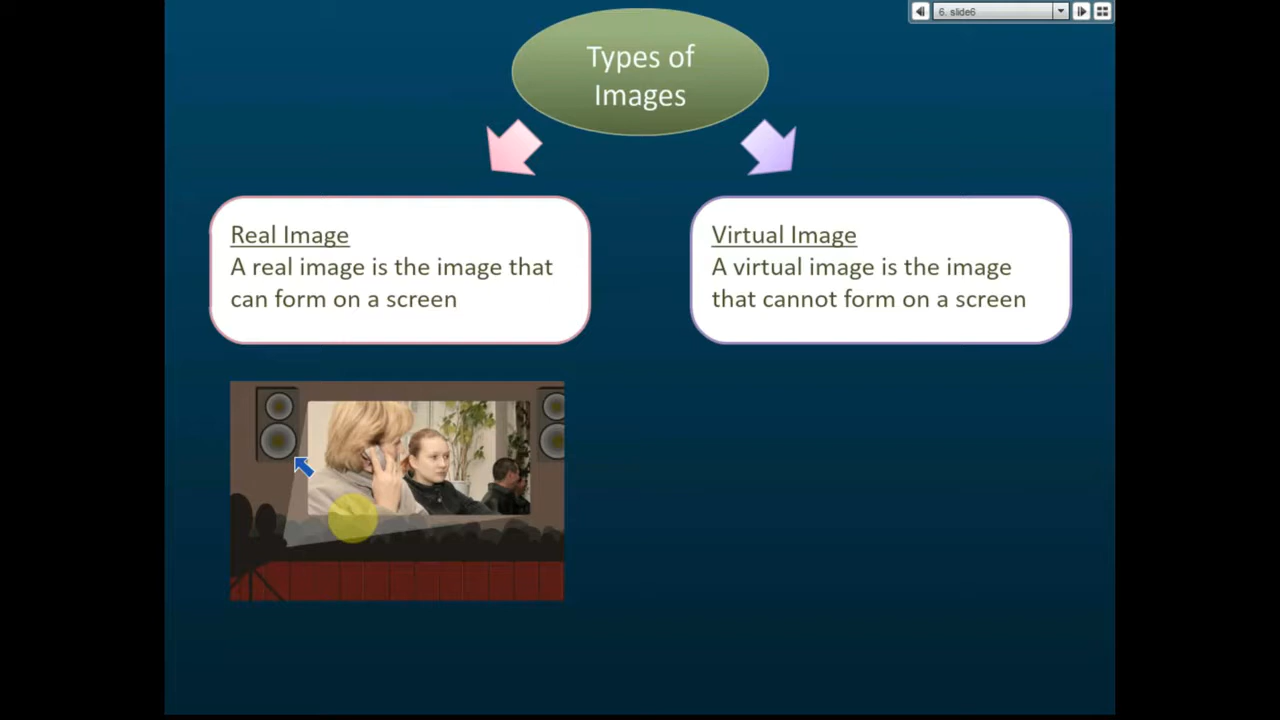 6. slide6
Types of
Images
Real Image
A real image is the image that
can form on a screen
Virtual Image
A virtual image is the image
that cannot form on a screen